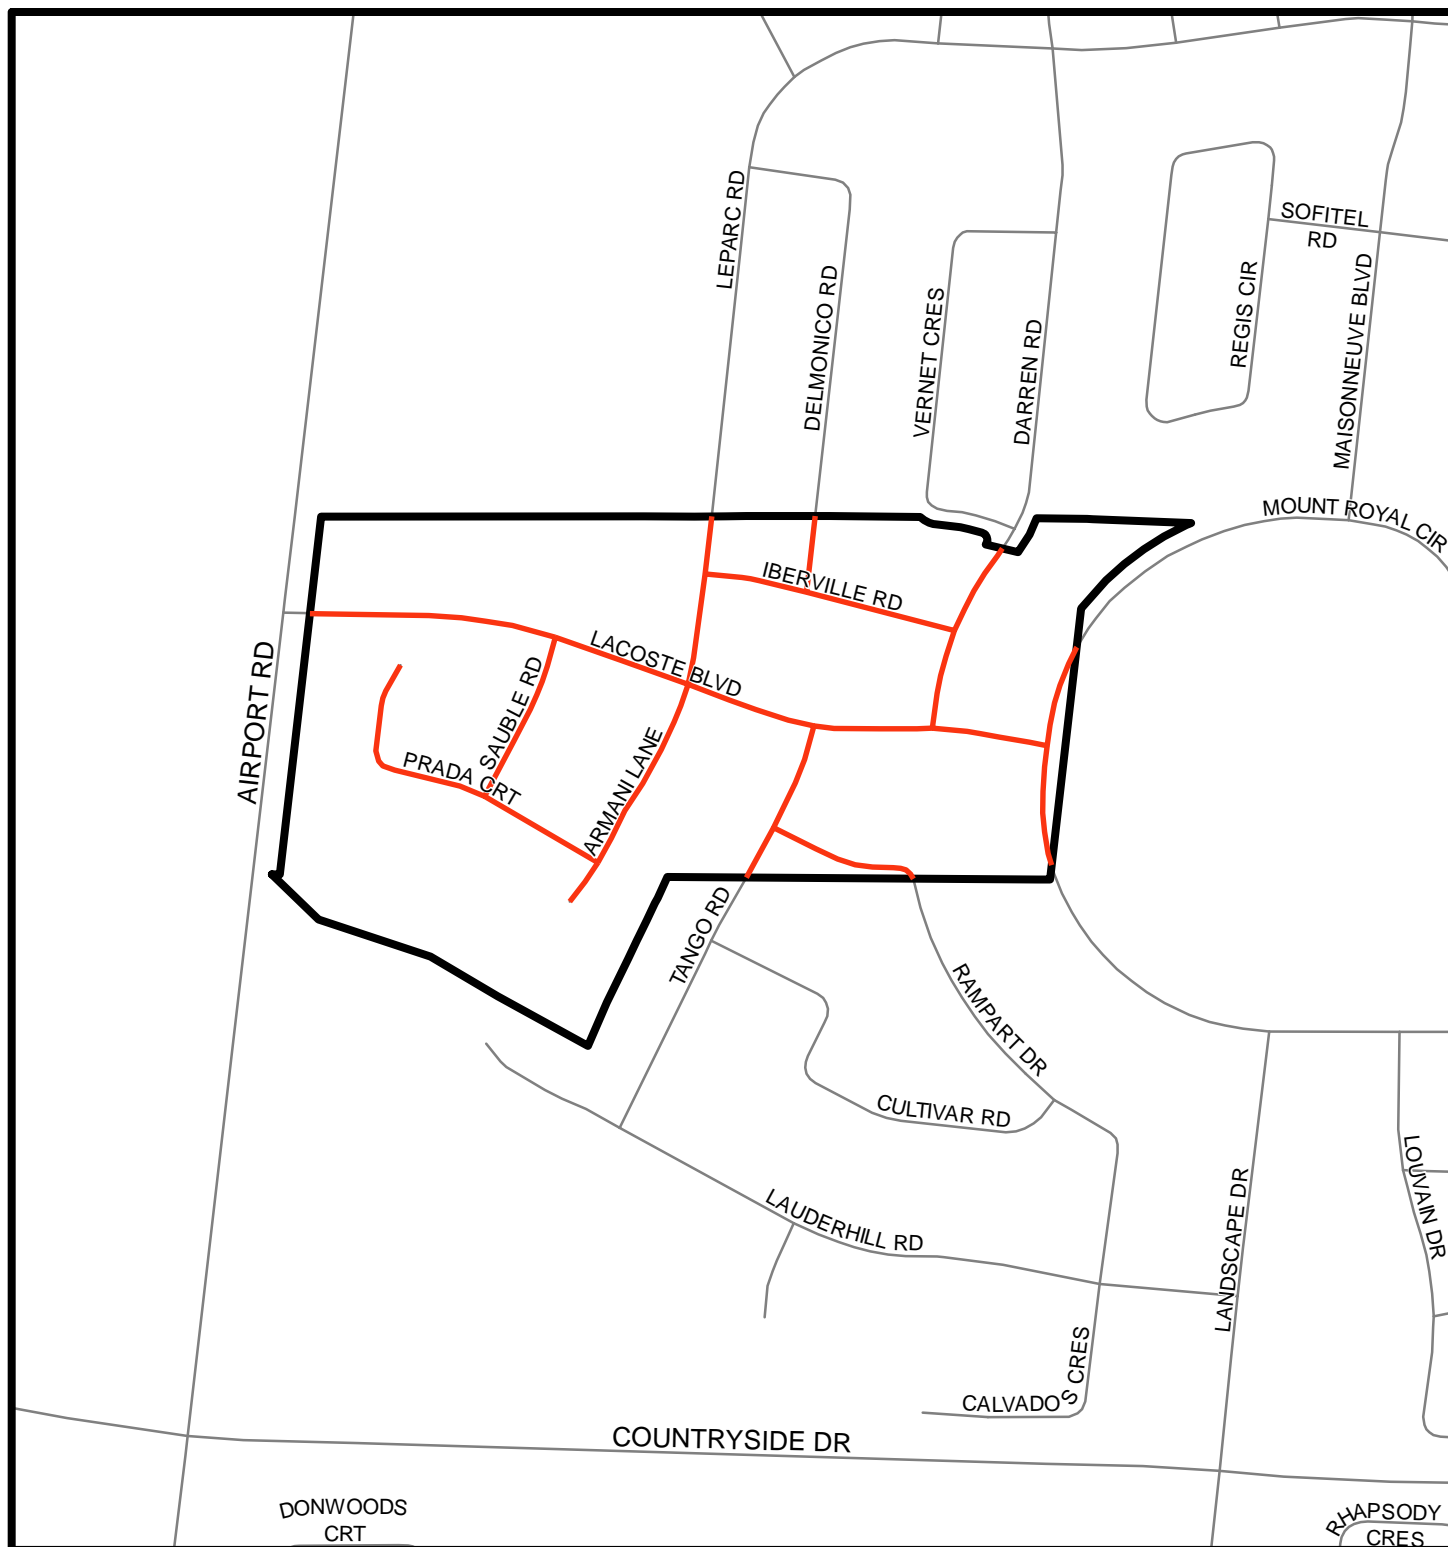 LEPARC RD
DELMONICO RD
VERNET CRES
DARREN RD
REGIS CIR
SOFITEL
RD
MAISONNEUVE BLVD
MOUNT ROYAL CIR
IBERVILLE RD
LACOSTE BLVD
AIRPORT RD
SAUBLE RD
PRADA CRT
ARMANI LANE
TANGO RD
RAMPART DR
CULTIVAR RD
LAUDERHILL RD
LANDSCAPE DR
LOUVAIN DR
CALVADOS CRES
COUNTRYSIDE DR
DONWOODS
CRT
RHAPSODY
CRES